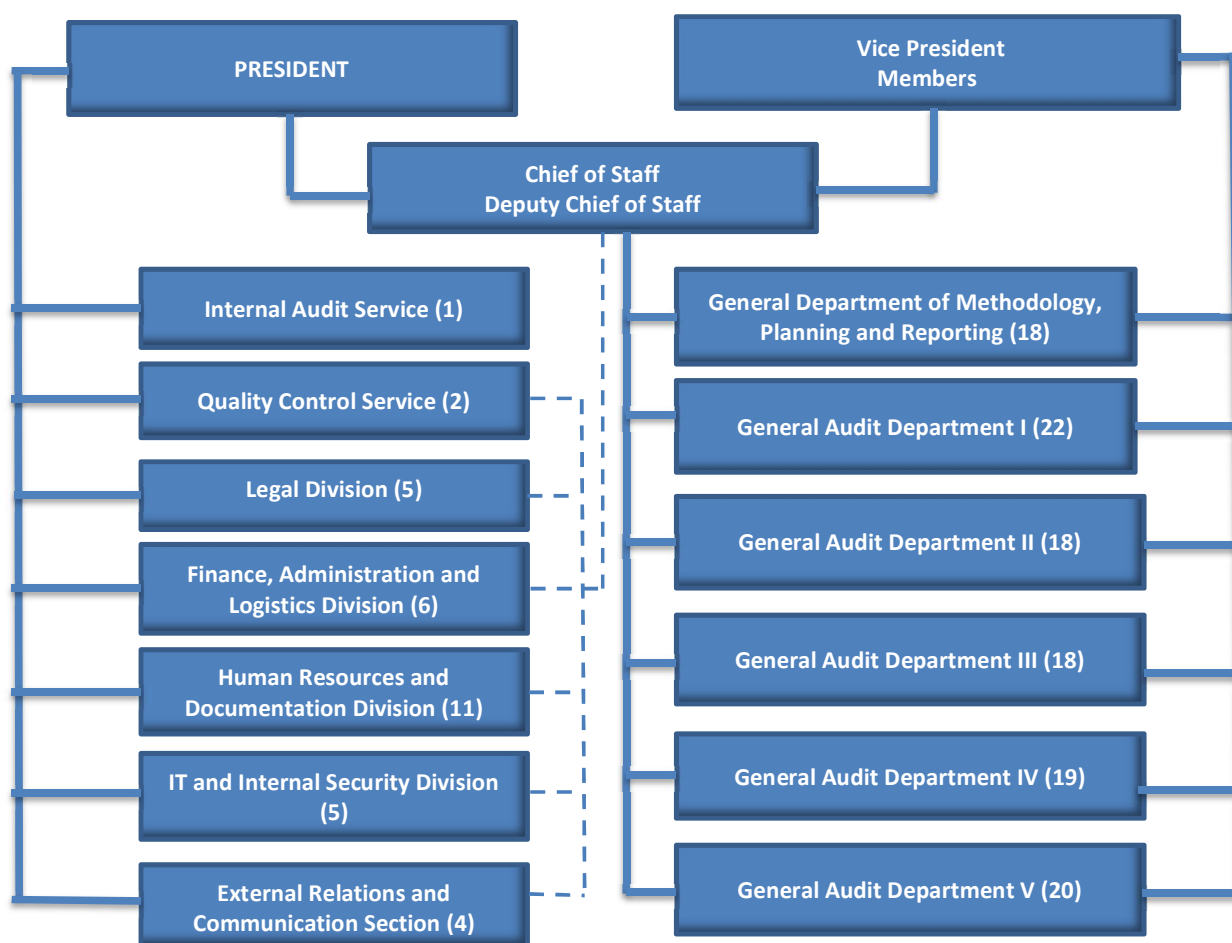 PRESIDENT
Vice President
Members
Chief of Staff
Deputy Chief of Staff
Internal Audit Service (1)
Quality Control Service (2)
Legal Division (5)
Finance, Administration and
Logistics Division (6)
Human Resources and
Documentation Division (11)
IT and Internal Security Division
(5)
External Relations and
Communication Section (4)
General Department of Methodology,
Planning and Reporting (18)
General Audit Department I (22)
General Audit Department II (18)
General Audit Department III (18)
General Audit Department IV (19)
General Audit Department V (20)